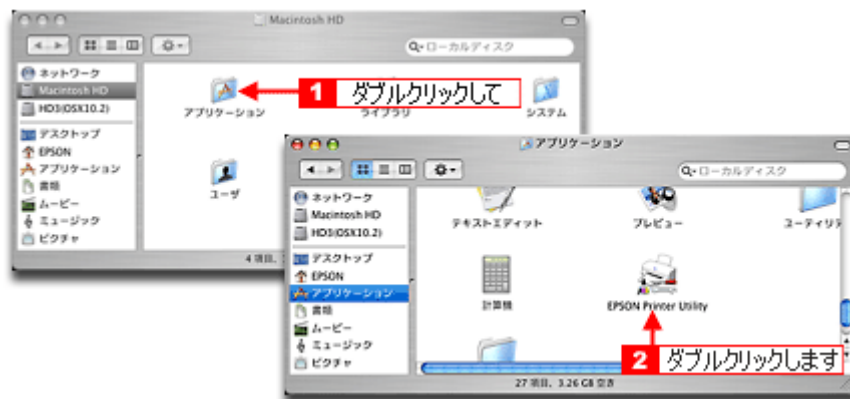 Macintosh HD
ローカルディスク
ネットワーク
Macintosh HD
HD3(OSX10.2)
デスクトップ
EPSON
アプリケーション
書類
ムービー
ミュージック
ピクチャ
アプリケーション
1 ダブルクリックして
ライブラリ
システム
ユーザ
4 項目、
アプリケーション
ローカルディスク
ネットワーク
Macintosh HD
HD3(OSX10.2)
デスクトップ
EPSON
アプリケーション
書類
ムービー
ミュージック
ピクチャ
テキストエディット
プレビュー
ユーティリテ
計算機
EPSON Printer Utility
2 ダブルクリックします
27 項目、3.26 GB 空き